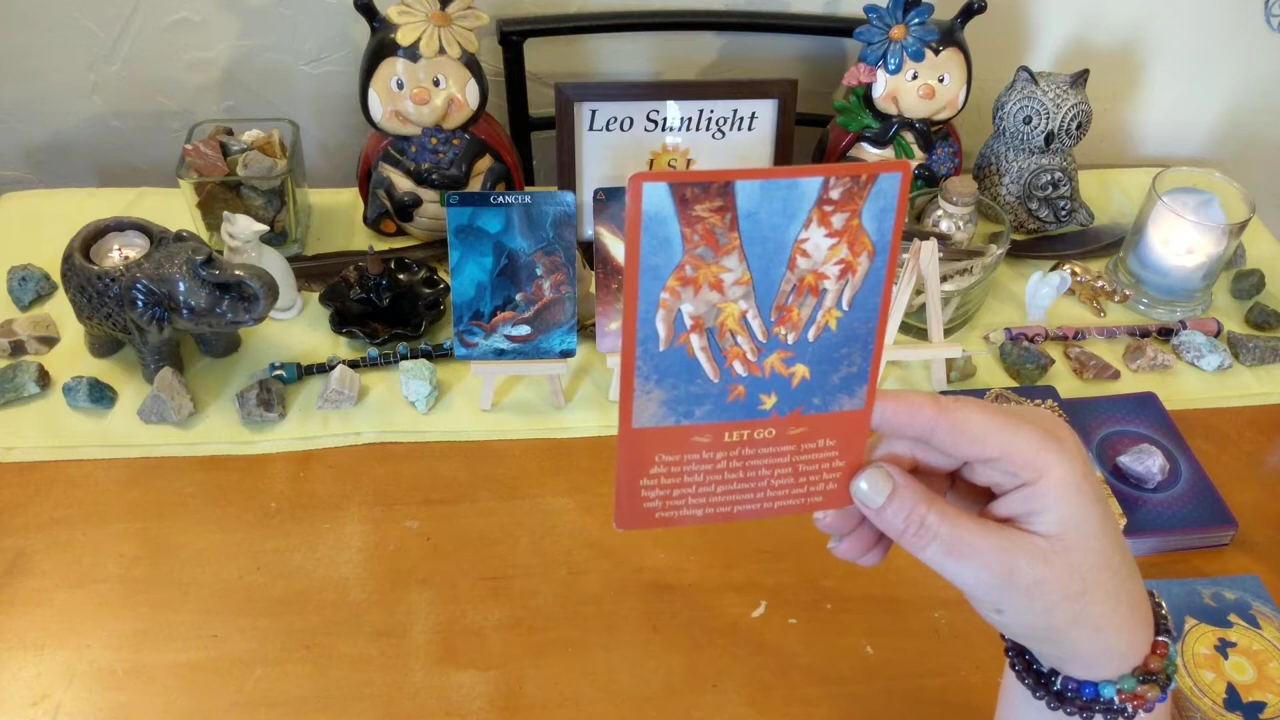 Leo Sunlight
LSL
CANCER
LET GO
Once you let go of the outcome, you'll be
able to release all the emotional constraints
that have held you back in the past. Trust in the
higher good and guidance of Spirit, as we have
only your best intentions at heart and will do
everything in our power to protect you.